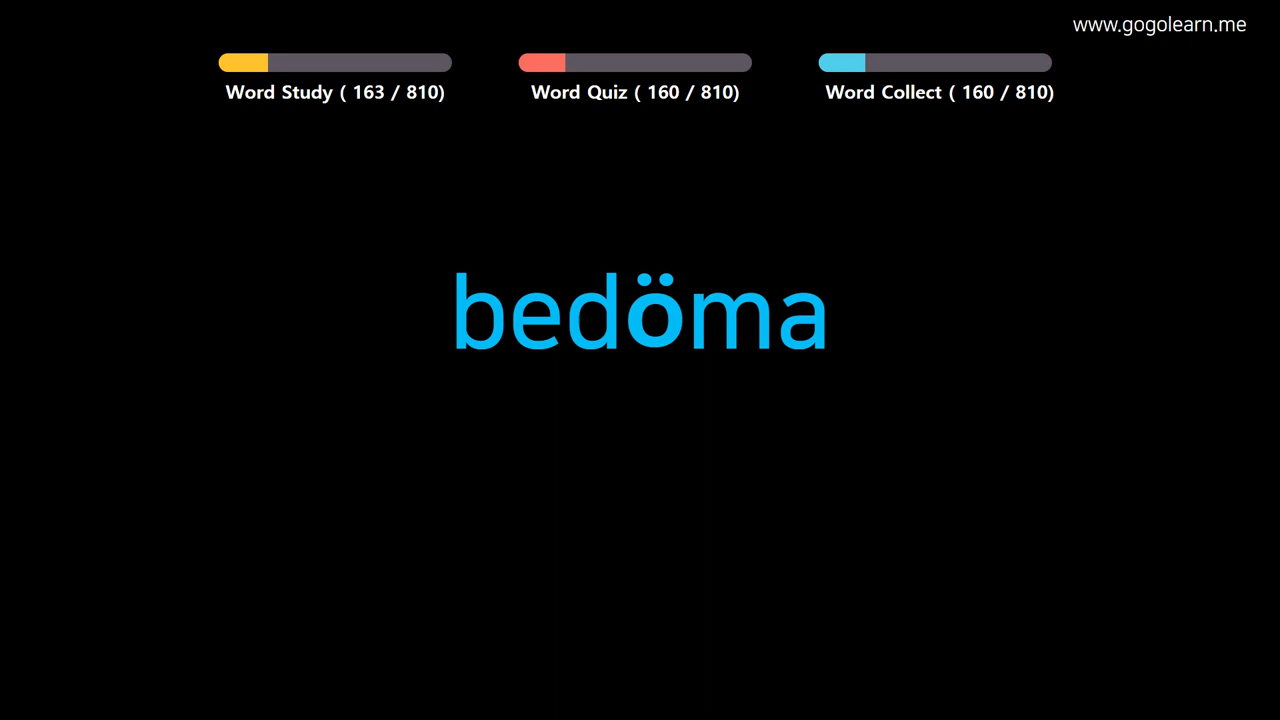 www.gogolearn.me
Word Study ( 163 / 810)
Word Quiz ( 160 / 810)
Word Collect ( 160 / 810)
bedöma